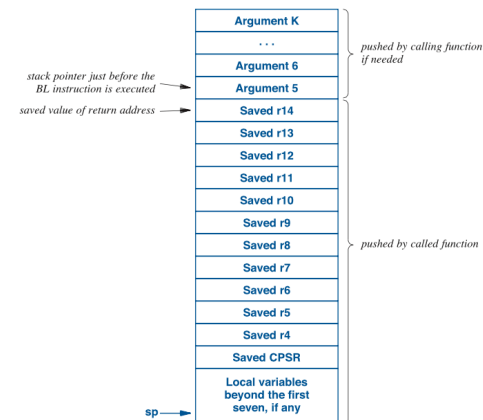 Argument K
. . .
Argument 6
Argument 5
pushed by calling function
if needed
stack pointer just before the
BL instruction is executed
saved value of return address
Saved r14
Saved r13
Saved r12
Saved r11
Saved r10
Saved r9
Saved r8
Saved r7
Saved r6
Saved r5
Saved r4
Saved CPSR
pushed by called function
Local variables
beyond the first
seven, if any
sp